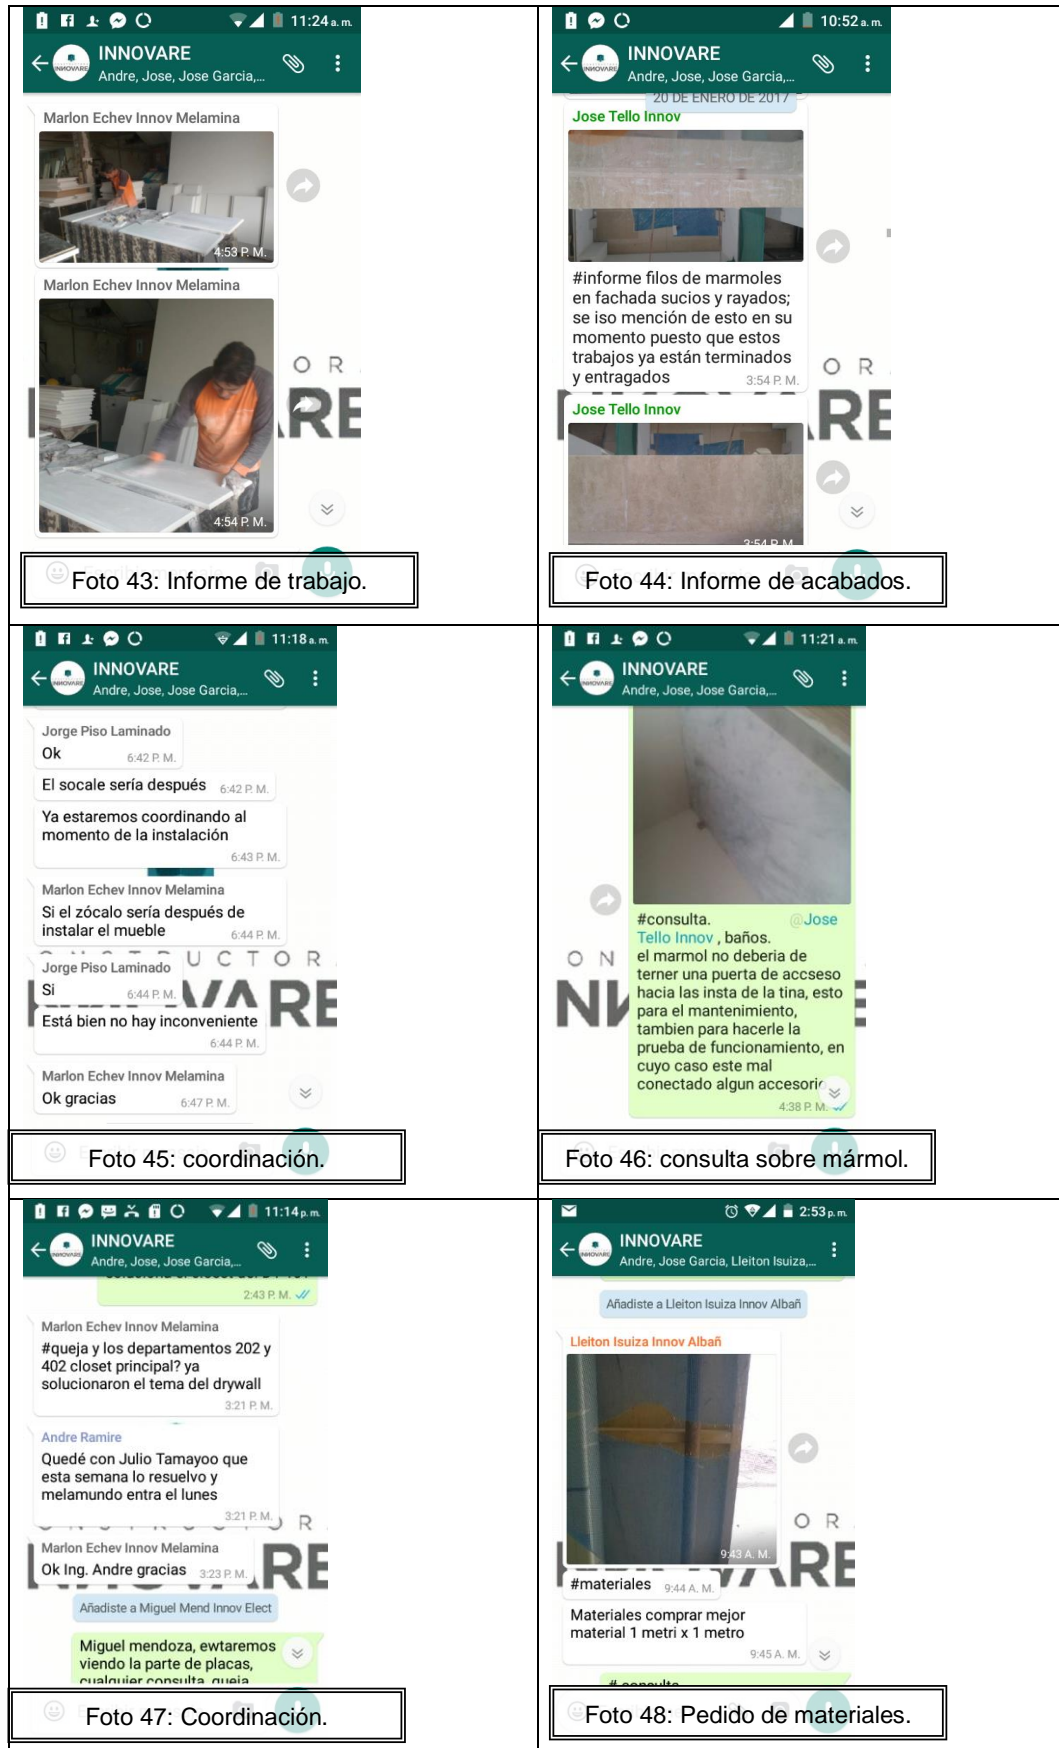 11:24 a. m.
INNOVARE
Andre, Jose, Jose Garcia,...
Marlon Echev Innov Melamina
4:53 P. M.
Marlon Echev Innov Melamina
4:54 P. M.
O R
RE
Foto 43: Informe de trabajo.
10:52 a. m.
INNOVARE
Andre, Jose, Jose Garcia,...
20 DE ENERO DE 2017
Jose Tello Innov
#informe filos de marmoles
en fachada sucios y rayados;
se iso mención de esto en su
momento puesto que estos
trabajos ya están terminados
y entragados
3:54 P. M.
Jose Tello Innov
3:54 P. M.
O R
RE
Foto 44: Informe de acabados.
11:18 a. m.
INNOVARE
Andre, Jose, Jose Garcia,...
Jorge Piso Laminado
Ok
6:42 P. M.
El socale sería después 6:42 P. M.
Ya estaremos coordinando al
momento de la instalación
6:43 P. M.
Marlon Echev Innov Melamina
Si el zócalo sería después de
instalar el mueble 6:44 P. M.
U C T O R
Jorge Piso Laminado
Si
6:44 P. M.
Está bien no hay inconveniente
6:44 P. M.
Marlon Echev Innov Melamina
Ok gracias 6:47 P. M.
Foto 45: coordinación.
11:21 a. m.
INNOVARE
Andre, Jose, Jose Garcia,...
#consulta. @Jose
Tello Innov , baños.
el marmol no deberia de
terner una puerta de accseso
hacia las insta de la tina, esto
para el mantenimiento,
tambien para hacerle la
prueba de funcionamiento, en
cuyo caso este mal
conectado algun accesorio
4:38 P. M.
O N
Foto 46: consulta sobre mármol.
11:14 p. m.
INNOVARE
Andre, Jose, Jose Garcia,...
2:43 P. M.
Marlon Echev Innov Melamina
#queja y los departamentos 202 y
402 closet principal? ya
solucionaron el tema del drywall
3:21 P. M.
Andre Ramire
Quedé con Julio Tamayoo que
esta semana lo resuelvo y
melamundo entra el lunes
3:21 P. M.
Marlon Echev Innov Melamina
Ok Ing. Andre gracias 3:23 P. M.
RE
Añadiste a Miguel Mend Innov Elect
Miguel mendoza, ewtaremos
viendo la parte de placas,
cualquier consulta, queja
Foto 47: Coordinación.
2:53 p. m.
INNOVARE
Andre, Jose Garcia, Lleiton Isuiza,...
Añadiste a Lleiton Isuiza Innov Albañ
Lleiton Isuiza Innov Albañ
9:43 A. M.
O R
RE
#materiales 9:44 A. M.
Materiales comprar mejor
material 1 metri x 1 metro
9:45 A. M.
# consulta
Foto 48: Pedido de materiales.